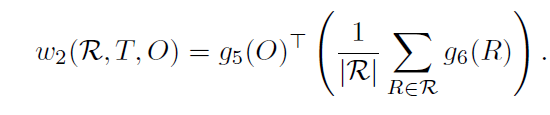 $w_2(\mathcal{R}, T, O) = g_5(O)^\top \left( \frac{1}{|\mathcal{R}|} \sum_{R \in \mathcal{R}} g_6(R) \right).$